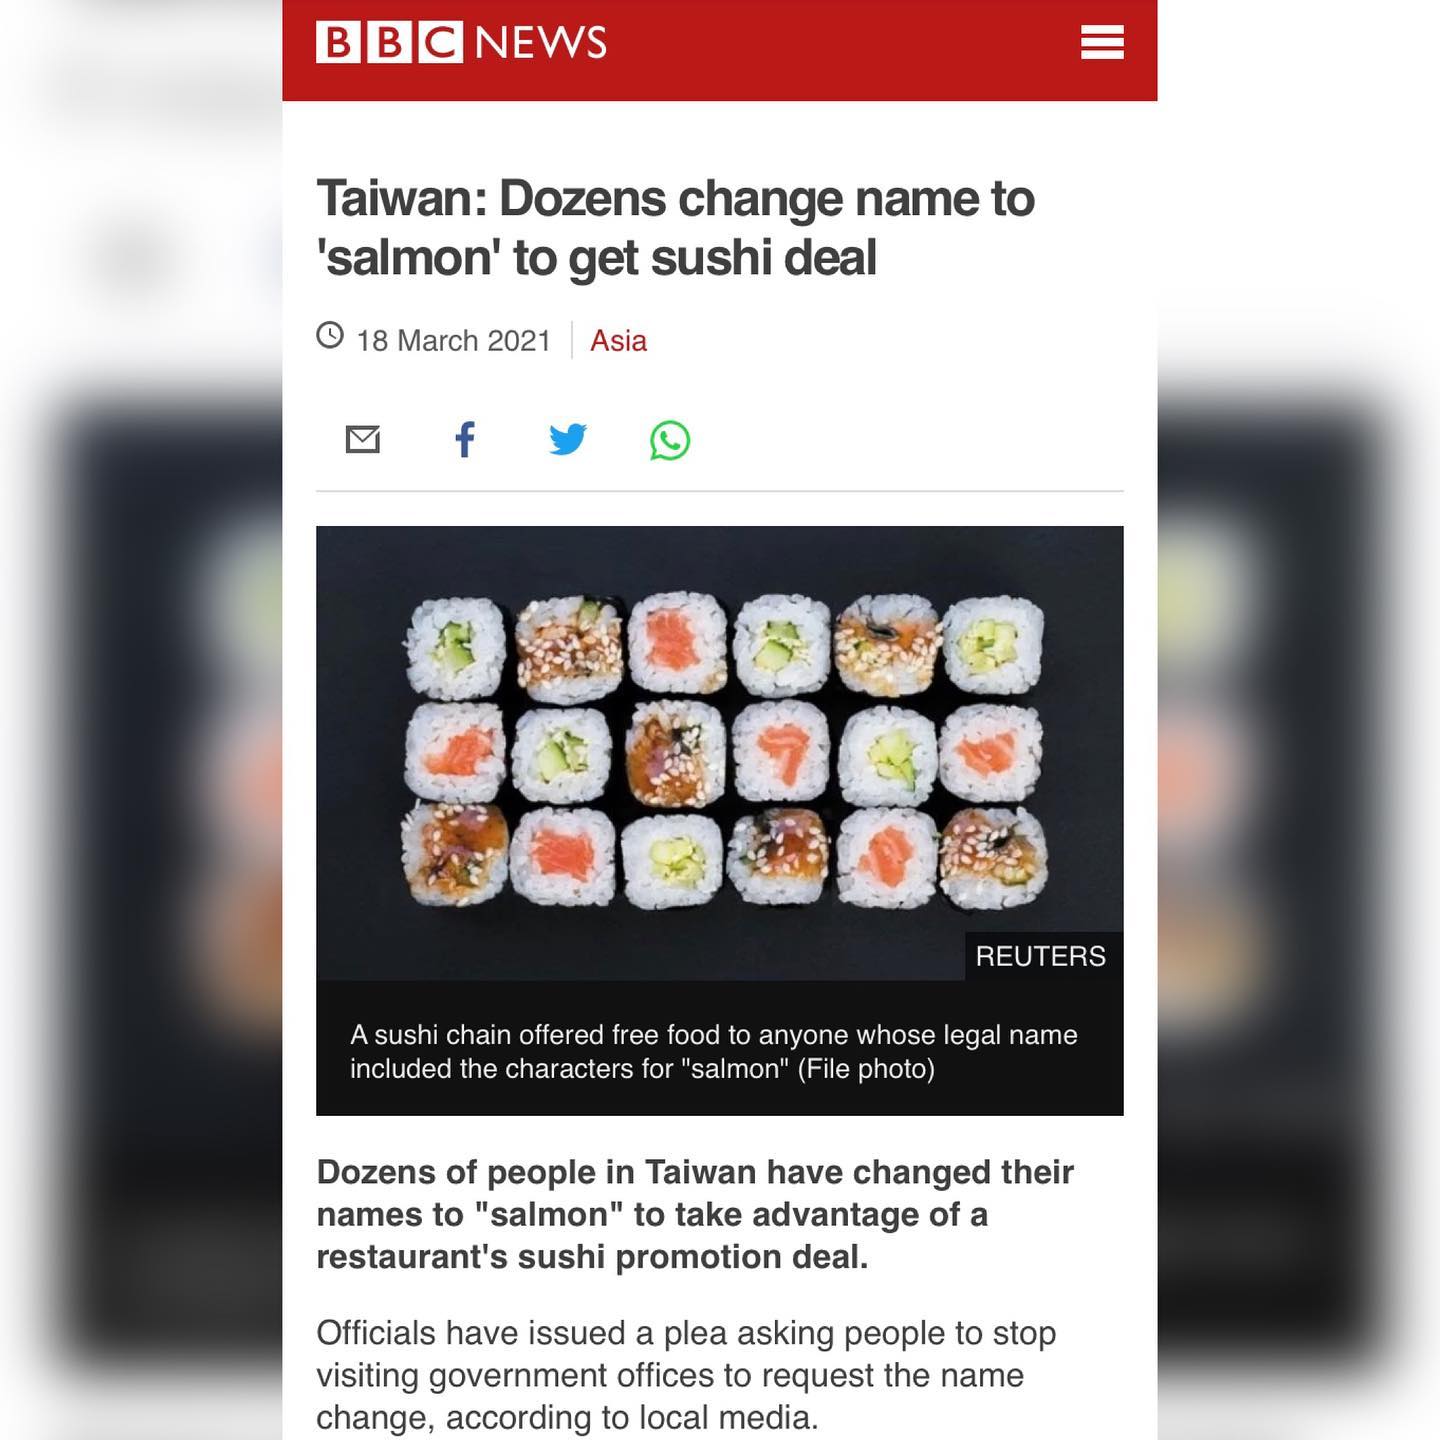 BBC NEWS
Taiwan: Dozens change name to
'salmon' to get sushi deal
18 March 2021 Asia
REUTERS
A sushi chain offered free food to anyone whose legal name
included the characters for "salmon" (File photo)
Dozens of people in Taiwan have changed their
names to "salmon" to take advantage of a
restaurant's sushi promotion deal.
Officials have issued a plea asking people to stop
visiting government offices to request the name
change, according to local media.